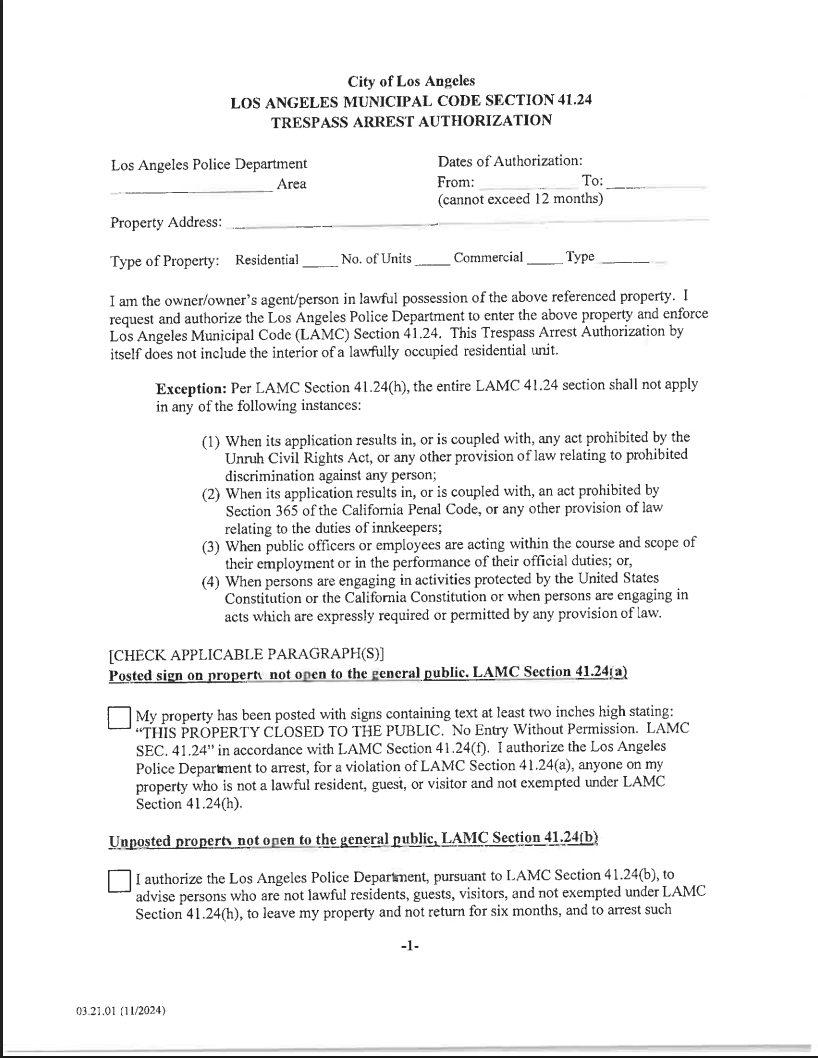 City of Los Angeles
LOS ANGELES MUNICIPAL CODE SECTION 41.24
TRESPASS ARREST AUTHORIZATION
Los Angeles Police Department
Dates of Authorization:
____________________ Area
From: ____________ To: ____________
(cannot exceed 12 months)
Property Address: ____________________
Type of Property: Residential _____ No. of Units _____ Commercial _____ Type _______
I am the owner/owner's agent/person in lawful possession of the above referenced property. I
request and authorize the Los Angeles Police Department to enter the above property and enforce
Los Angeles Municipal Code (LAMC) Section 41.24. This Trespass Arrest Authorization by
itself does not include the interior of a lawfully occupied residential unit.
Exception: Per LAMC Section 41.24(h), the entire LAMC 41.24 section shall not apply
in any of the following instances:
(1) When its application results in, or is coupled with, any act prohibited by the
Unruh Civil Rights Act, or any other provision of law relating to prohibited
discrimination against any person;
(2) When its application results in, or is coupled with, an act prohibited by
Section 365 of the California Penal Code, or any other provision of law
relating to the duties of innkeepers;
(3) When public officers or employees are acting within the course and scope of
their employment or in the performance of their official duties; or,
(4) When persons are engaging in activities protected by the United States
Constitution or the California Constitution or when persons are engaging in
acts which are expressly required or permitted by any provision of law.
[CHECK APPLICABLE PARAGRAPH(S)]
Posted sign on property not open to the general public. LAMC Section 41.24(a)
My property has been posted with signs containing text at least two inches high stating:
"THIS PROPERTY CLOSED TO THE PUBLIC. No Entry Without Permission. LAMC
SEC. 41.24" in accordance with LAMC Section 41.24(f). I authorize the Los Angeles
Police Department to arrest, for a violation of LAMC Section 41.24(a), anyone on my
property who is not a lawful resident, guest, or visitor and not exempted under LAMC
Section 41.24(h).
Unposted property not open to the general public, LAMC Section 41.24(b)
I authorize the Los Angeles Police Department, pursuant to LAMC Section 41.24(b), to
advise persons who are not lawful residents, guests, visitors, and not exempted under LAMC
Section 41.24(h), to leave my property and not return for six months, and to arrest such
-1-
03.21.01 (11/2024)